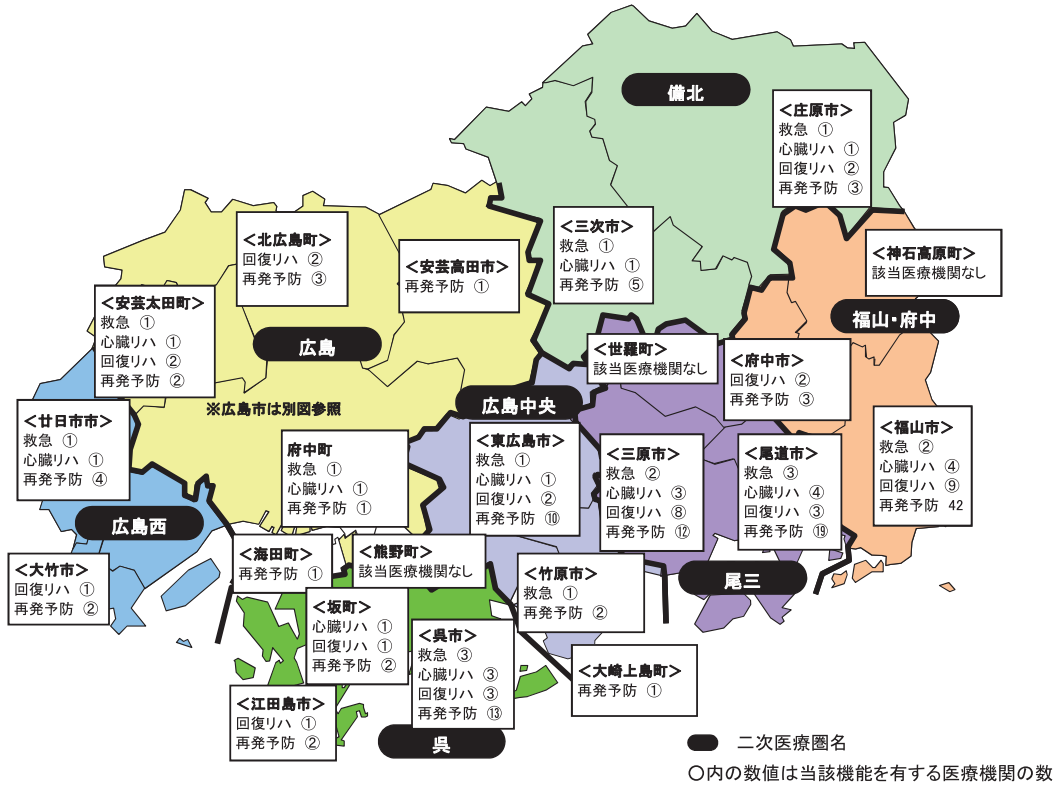 備北
＜庄原市＞
救急 ①
心臓リハ ①
回復リハ ②
再発予防 ③
＜三次市＞
救急 ①
心臓リハ ①
再発予防 ⑤
＜北広島町＞
回復リハ ②
再発予防 ③
＜安芸高田市＞
再発予防 ①
＜神石高原町＞
該当医療機関なし
＜安芸太田町＞
救急 ①
心臓リハ ①
回復リハ ②
再発予防 ②
広島
福山・府中
＜世羅町＞
該当医療機関なし
＜府中市＞
回復リハ ②
再発予防 ③
※広島市は別図参照
広島中央
＜廿日市市＞
救急 ①
心臓リハ ①
再発予防 ④
府中町
救急 ①
心臓リハ ①
再発予防 ①
＜東広島市＞
救急 ①
心臓リハ ①
回復リハ ②
再発予防 ⑩
＜三原市＞
救急 ②
心臓リハ ③
回復リハ ⑧
再発予防 ⑫
＜尾道市＞
救急 ③
心臓リハ ④
回復リハ ③
再発予防 ⑲
＜福山市＞
救急 ②
心臓リハ ④
回復リハ ⑨
再発予防 42
広島西
＜大竹市＞
回復リハ ①
再発予防 ②
＜海田町＞
再発予防 ①
＜熊野町＞
該当医療機関なし
＜竹原市＞
救急 ①
再発予防 ②
尾三
＜坂町＞
心臓リハ ①
回復リハ ①
再発予防 ②
＜呉市＞
救急 ③
心臓リハ ③
回復リハ ③
再発予防 ⑬
＜大崎上島町＞
再発予防 ①
＜江田島市＞
回復リハ ①
再発予防 ②
呉
二次医療圏名
○内の数値は当該機能を有する医療機関の数